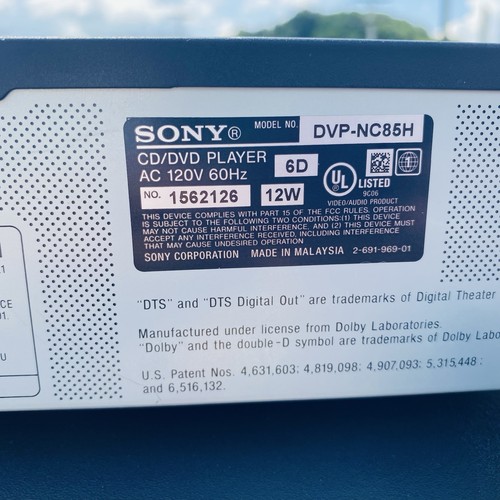 SONY® MODEL NO. DVP-NC85H
CD/DVD PLAYER 6D
AC 120V 60Hz
UL LISTED
9C06
NO. 1562126 12W
VIDEO/AUDIO PRODUCT
THIS DEVICE COMPLIES WITH PART 15 OF THE FCC RULES. OPERATION
IS SUBJECT TO THE FOLLOWING TWO CONDITIONS:(1) THIS DEVICE
MAY NOT CAUSE HARMFUL INTERFERENCE, AND (2) THIS DEVICE MUST
ACCEPT ANY INTERFERENCE RECEIVED, INCLUDING INTERFERENCE
THAT MAY CAUSE UNDESIRED OPERATION
SONY CORPORATION MADE IN MALAYSIA 2-691-969-01
"DTS" and "DTS Digital Out" are trademarks of Digital Theater
Manufactured under license from Dolby Laboratories.
"Dolby" and the double-D symbol are trademarks of Dolby Labo
U.S. Patent Nos. 4,631,603; 4,819,098; 4,907,093; 5,315,448;
and 6,516,132.
CE
01.
U